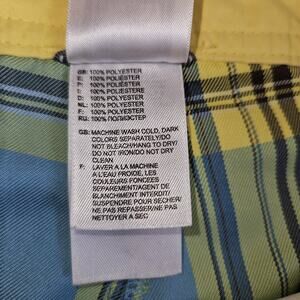 GB: 100% POLYESTER
E: 100% POLYESTER
P: 100% POLIESTER
I: 100% POLIESTERE
D: 100% POLYESTER
NL: 100% POLYESTER
F: 100% POLYESTER
RU: 100% ПОЛИЭСТЕР
GB: MACHINE WASH COLD, DARK
COLORS SEPARATELY/DO
NOT BLEACH/HANG TO DRY/
DO NOT IRON/DO NOT DRY
CLEAN
F: LAVER A LA MACHINE
A L'EAU FROIDE, LES
COULEURS FONCEES
SEPAREMENT/AGENT DE
BLANCHIMENT INTERDIT/
SUSPENDRE POUR SECHER/
NE PAS REPASSER/NE PAS
NETTOYER A SEC